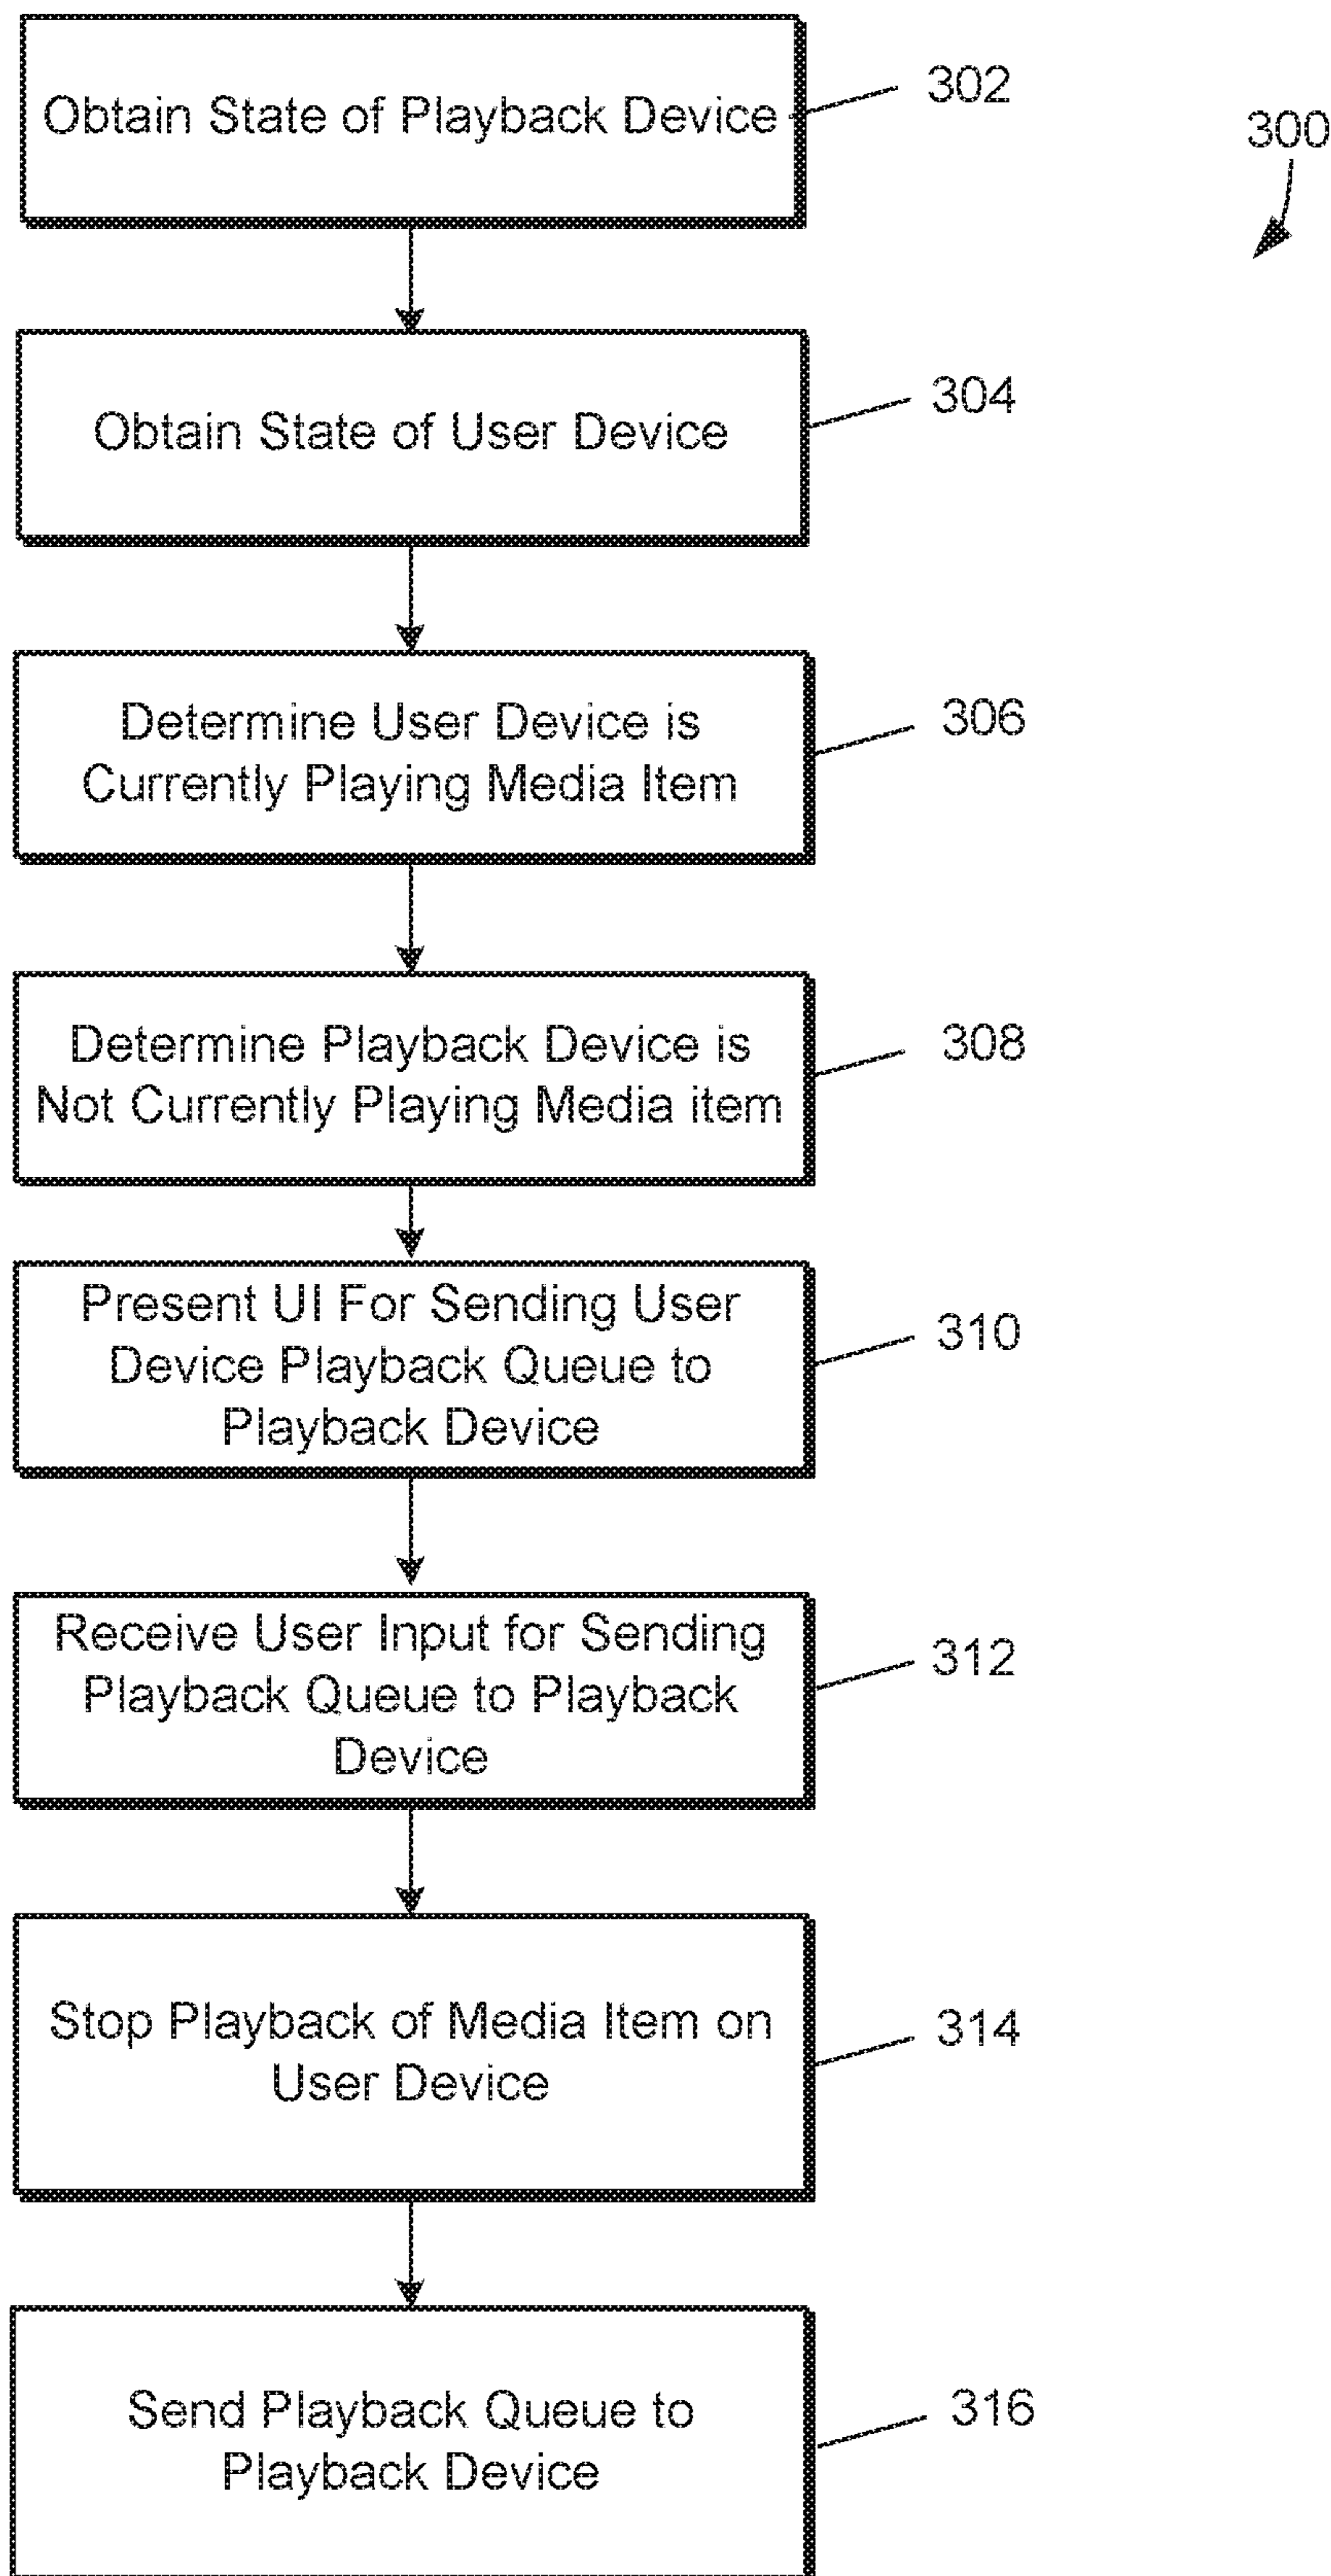 Obtain State of Playback Device
302
300
Obtain State of User Device
304
Determine User Device is
Currently Playing Media Item
306
Determine Playback Device is
Not Currently Playing Media item
308
Present UI For Sending User
Device Playback Queue to
Playback Device
310
Receive User Input for Sending
Playback Queue to Playback
Device
312
Stop Playback of Media Item on
User Device
314
Send Playback Queue to
Playback Device
316